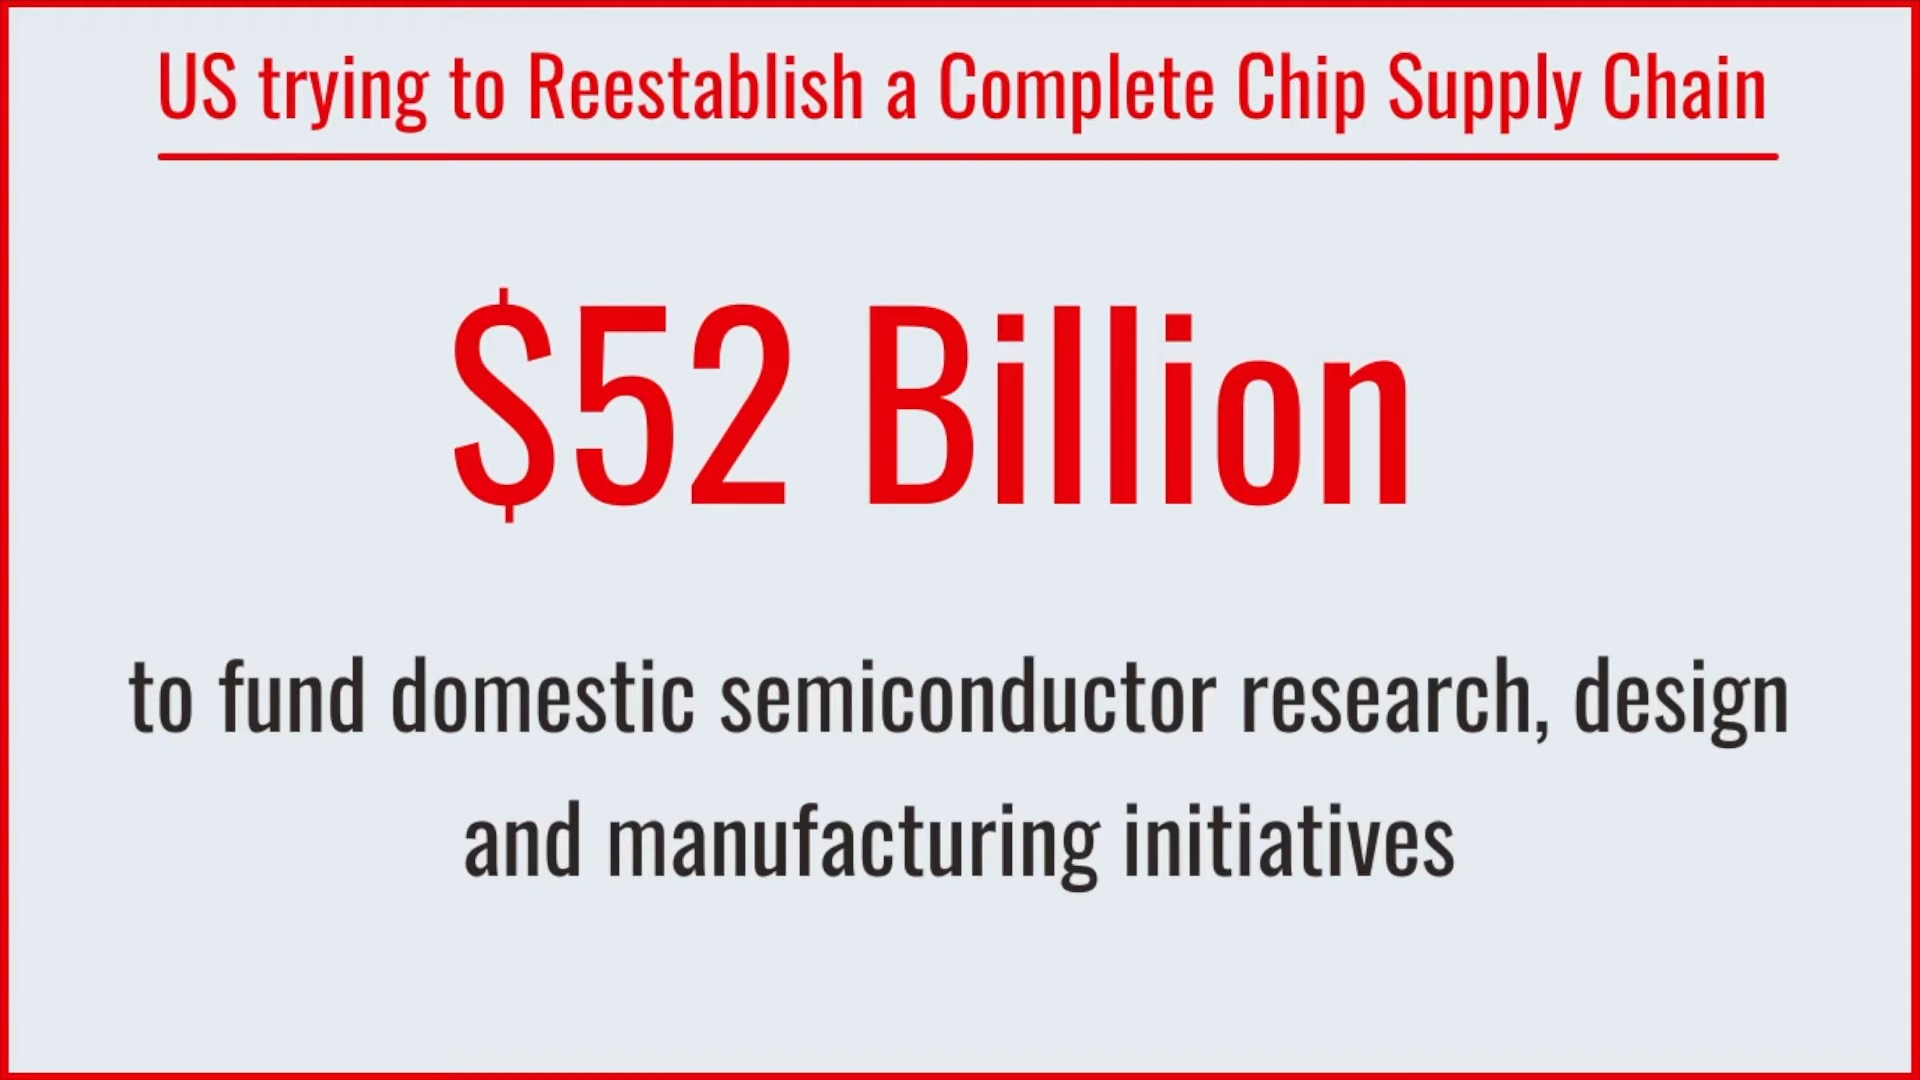 US trying to Reestablish a Complete Chip Supply Chain
$52 Billion
to fund domestic semiconductor research, design
and manufacturing initiatives